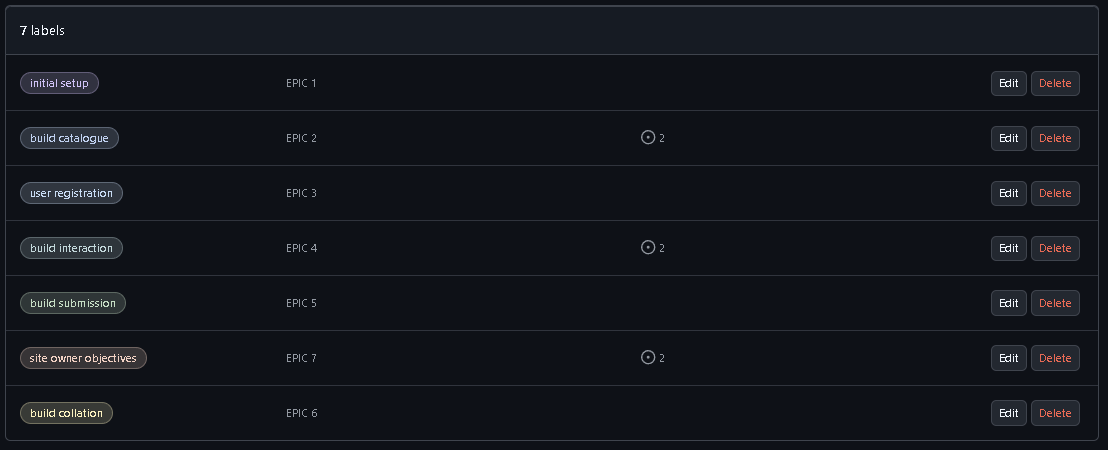 7 labels
initial setup EPIC 1 Edit Delete
build catalogue EPIC 2 2 Edit Delete
user registration EPIC 3 Edit Delete
build interaction EPIC 4 2 Edit Delete
build submission EPIC 5 Edit Delete
site owner objectives EPIC 7 2 Edit Delete
build collation EPIC 6 Edit Delete